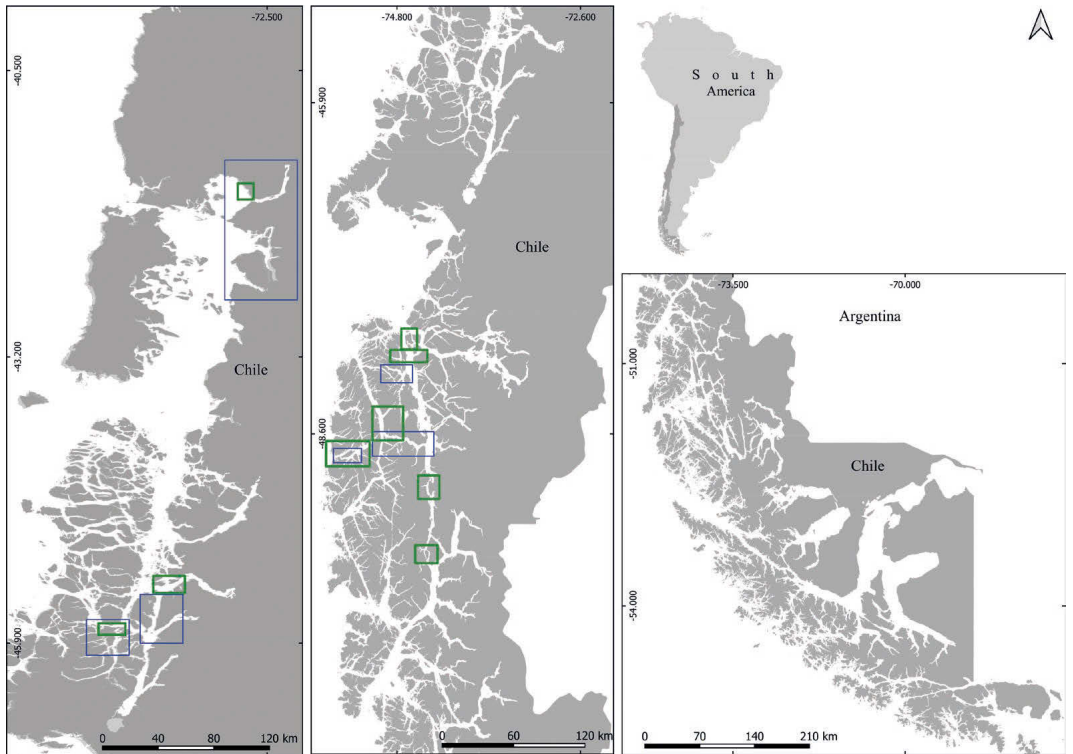 -72.500
-40.500
-43.200
Chile
-45.900
0 40 80 120 km
-74.800 -72.600
-45.900
Chile
-48.600
0 60 120 km
S o u t h
America
-73.500 -70.000
Argentina
-51.000
Chile
-54.000
0 70 140 210 km